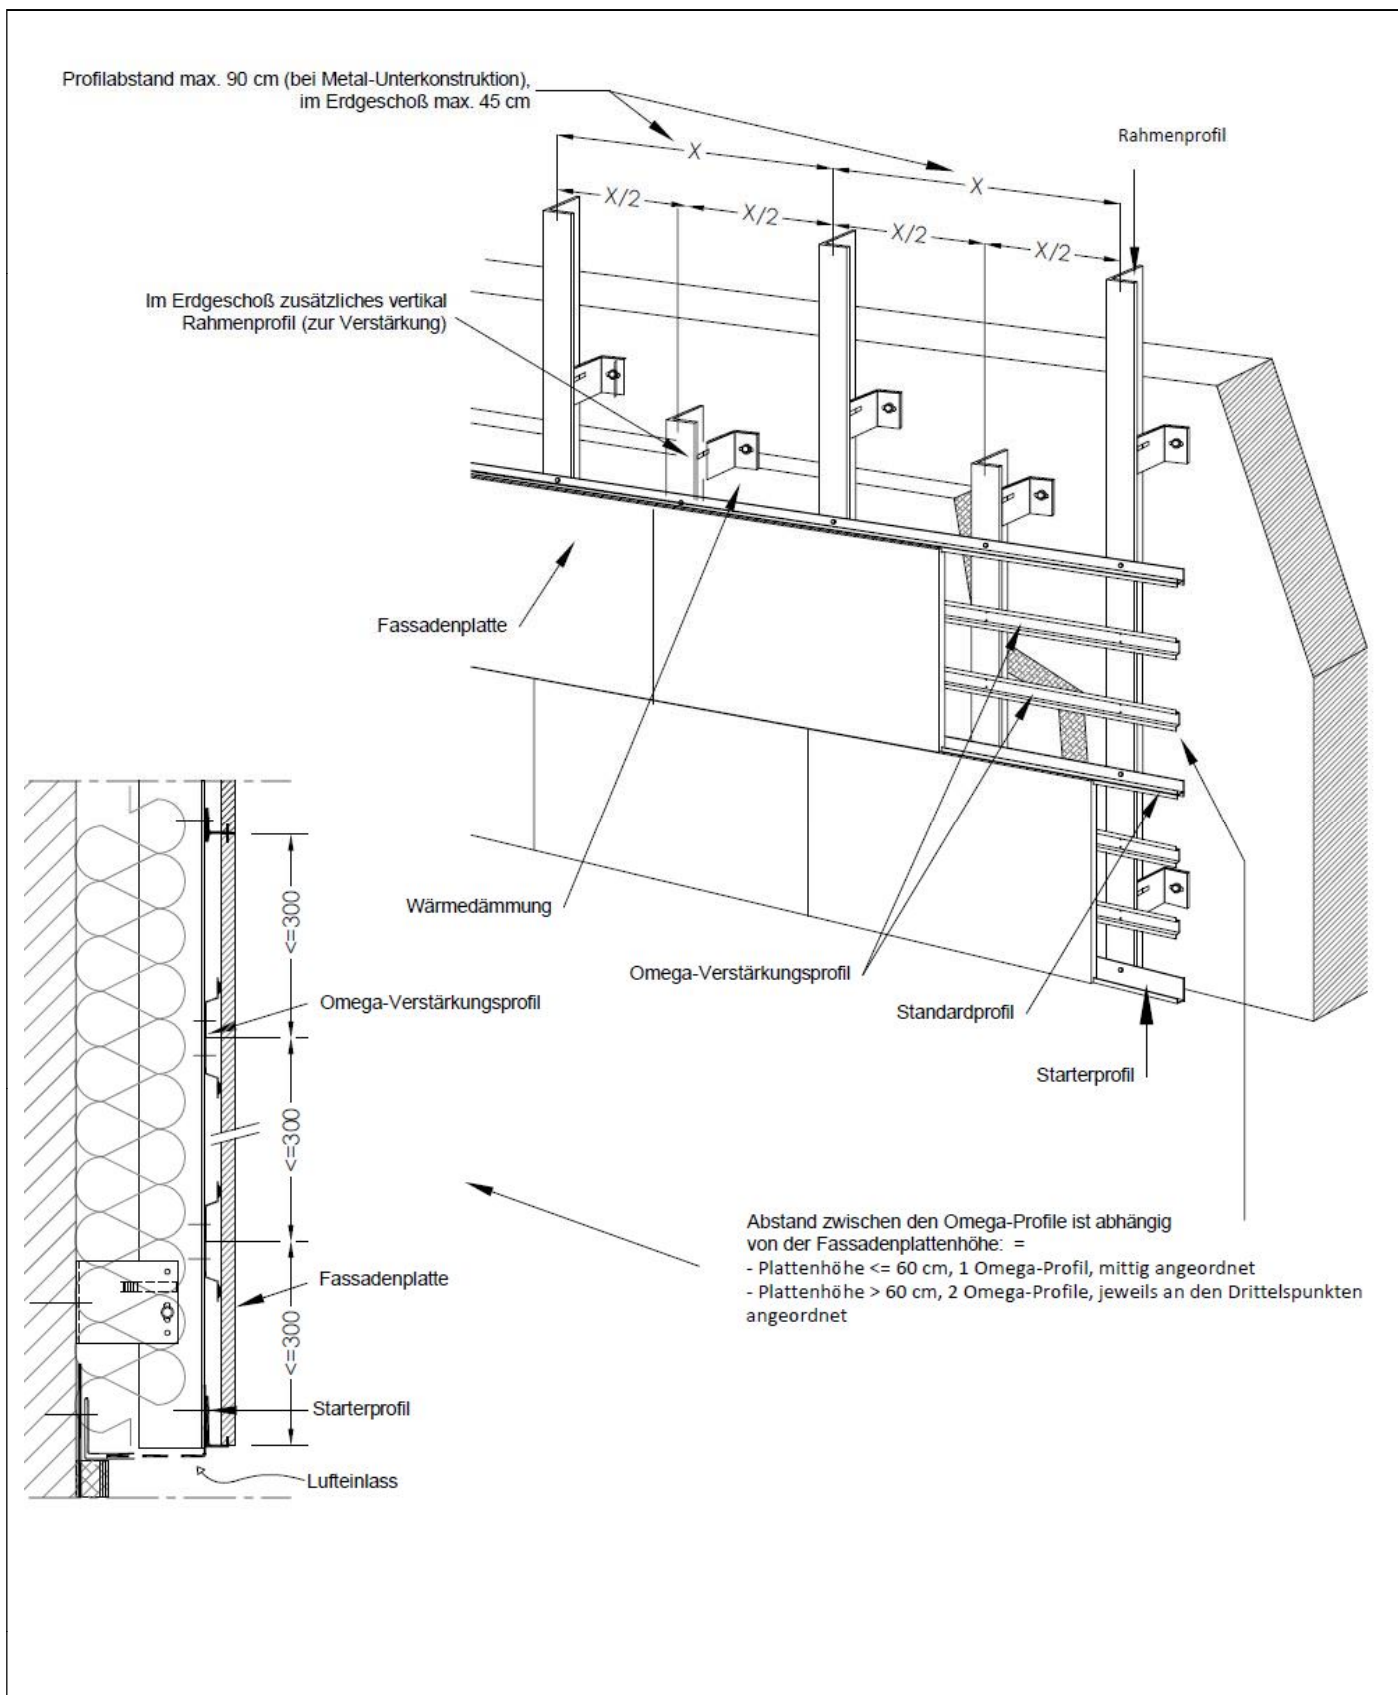 Profilabstand max. 90 cm (bei Metal-Unterkonstruktion),
im Erdgeschoß max. 45 cm
Rahmenprofil
X
X
X/2
X/2
X/2
X/2
Im Erdgeschoß zusätzliches vertikal
Rahmenprofil (zur Verstärkung)
Fassadenplatte
Wärmedämmung
Omega-Verstärkungsprofil
Standardprofil
Starterprofil
<=300
Omega-Verstärkungsprofil
<=300
Fassadenplatte
<=300
Starterprofil
Lufteinlass
Abstand zwischen den Omega-Profile ist abhängig
von der Fassadenplattenhöhe: =
- Plattenhöhe <= 60 cm, 1 Omega-Profil, mittig angeordnet
- Plattenhöhe > 60 cm, 2 Omega-Profile, jeweils an den Drittelspunkten
angeordnet